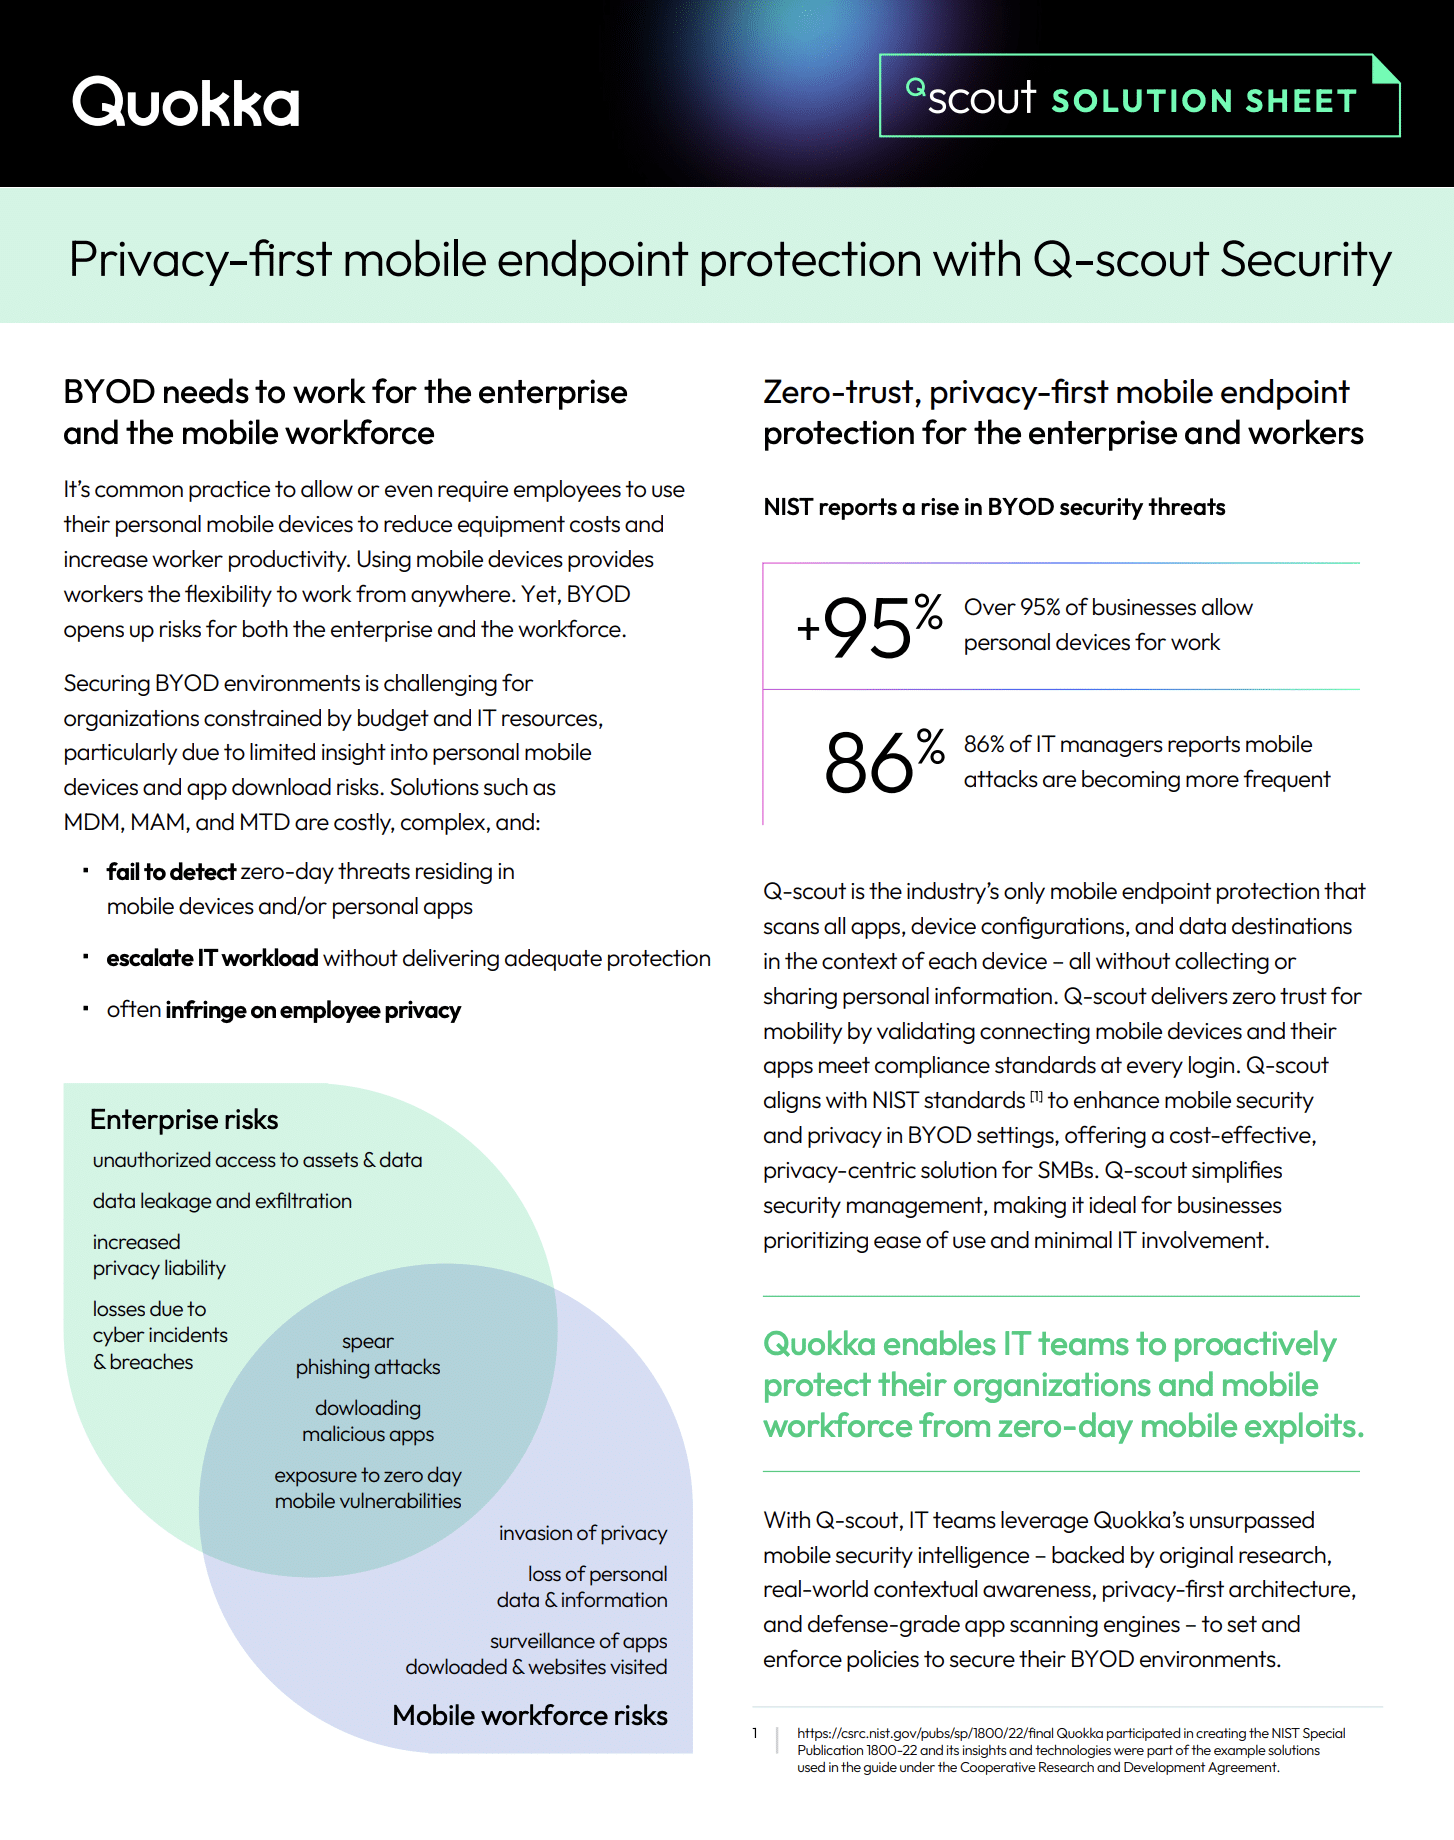 Quokka
Qscout SOLUTION SHEET
Privacy-first mobile endpoint protection with Q-scout Security
BYOD needs to work for the enterprise
and the mobile workforce
It's common practice to allow or even require employees to use
their personal mobile devices to reduce equipment costs and
increase worker productivity. Using mobile devices provides
workers the flexibility to work from anywhere. Yet, BYOD
opens up risks for both the enterprise and the workforce.
Securing BYOD environments is challenging for
organizations constrained by budget and IT resources,
particularly due to limited insight into personal mobile
devices and app download risks. Solutions such as
MDM, MAM, and MTD are costly, complex, and:
· fail to detect zero-day threats residing in
mobile devices and/or personal apps
· escalate IT workload without delivering adequate protection
· often infringe on employee privacy
Enterprise risks
unauthorized access to assets & data
data leakage and exfiltration
increased
privacy liability
losses due to
cyber incidents
& breaches
spear
phishing attacks
dowloading
malicious apps
exposure to zero day
mobile vulnerabilities
invasion of privacy
loss of personal
data & information
surveillance of apps
dowloaded & websites visited
Mobile workforce risks
Zero-trust, privacy-first mobile endpoint
protection for the enterprise and workers
NIST reports a rise in BYOD security threats
+95%
Over 95% of businesses allow
personal devices for work
86%
86% of IT managers reports mobile
attacks are becoming more frequent
Q-scout is the industry's only mobile endpoint protection that
scans all apps, device configurations, and data destinations
in the context of each device – all without collecting or
sharing personal information. Q-scout delivers zero trust for
mobility by validating connecting mobile devices and their
apps meet compliance standards at every login. Q-scout
aligns with NIST standards [1] to enhance mobile security
and privacy in BYOD settings, offering a cost-effective,
privacy-centric solution for SMBs. Q-scout simplifies
security management, making it ideal for businesses
prioritizing ease of use and minimal IT involvement.
Quokka enables IT teams to proactively
protect their organizations and mobile
workforce from zero-day mobile exploits.
With Q-scout, IT teams leverage Quokka's unsurpassed
mobile security intelligence – backed by original research,
real-world contextual awareness, privacy-first architecture,
and defense-grade app scanning engines – to set and
enforce policies to secure their BYOD environments.
1 https://csrc.nist.gov/pubs/sp/1800/22/final Quokka participated in creating the NIST Special
Publication 1800-22 and its insights and technologies were part of the example solutions
used in the guide under the Cooperative Research and Development Agreement.